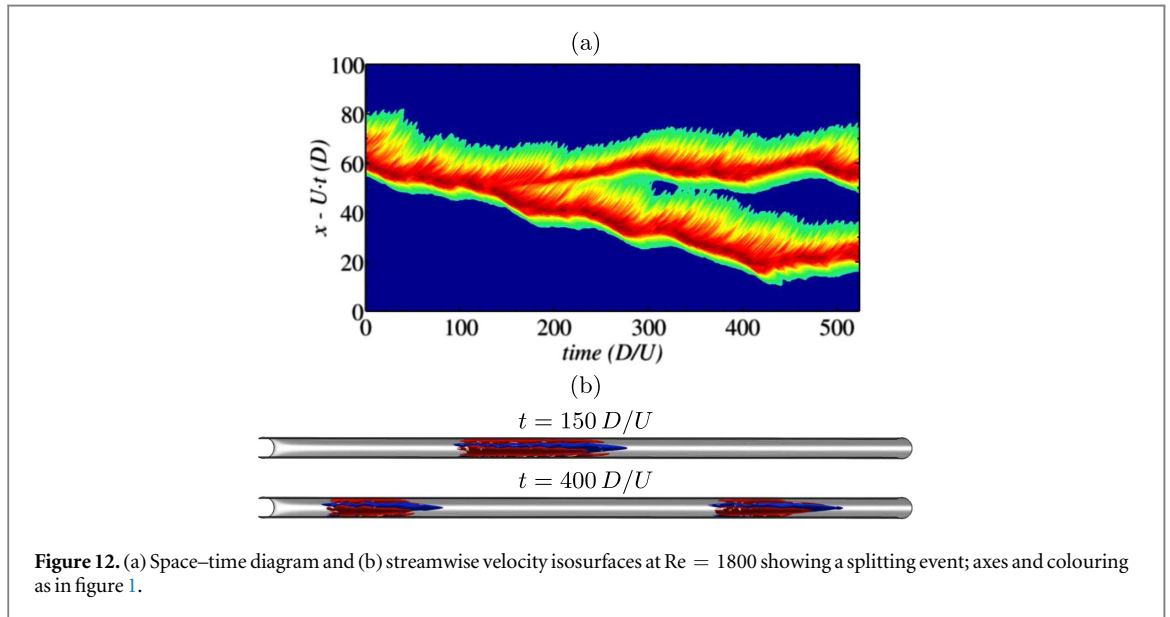 (a)
100
80
60
40
20
0
x - U·t (D)
0 100 200 300 400 500
time (D/U)
(b)
t = 150 D/U
t = 400 D/U
Figure 12. (a) Space–time diagram and (b) streamwise velocity isosurfaces at Re = 1800 showing a splitting event; axes and colouring
as in figure 1.